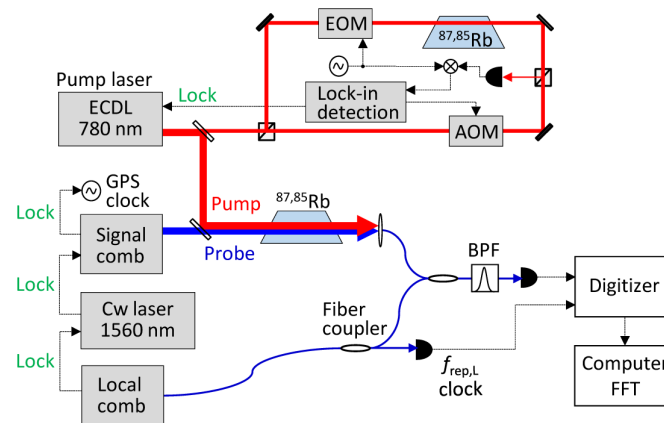 EOM
87,85Rb
Pump laser
ECDL
780 nm
Lock
Lock-in
detection
AOM
GPS
clock
Lock
Signal
comb
Pump
Probe
87,85Rb
BPF
Digitizer
Lock
Cw laser
1560 nm
Fiber
coupler
Lock
Local
comb
frep,L
clock
Computer
FFT